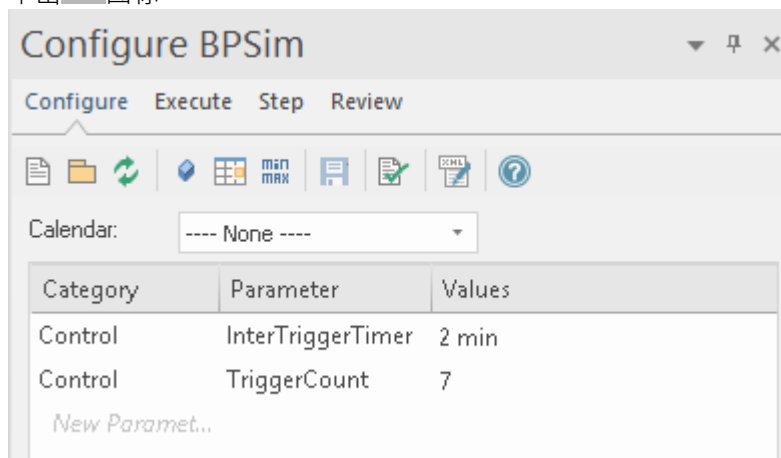 Configure BPSim
Configure Execute Step Review
min
max
XML
Calendar: ---- None ----
Category Parameter Values
Control InterTriggerTimer 2 min
Control TriggerCount 7
New Paramet...